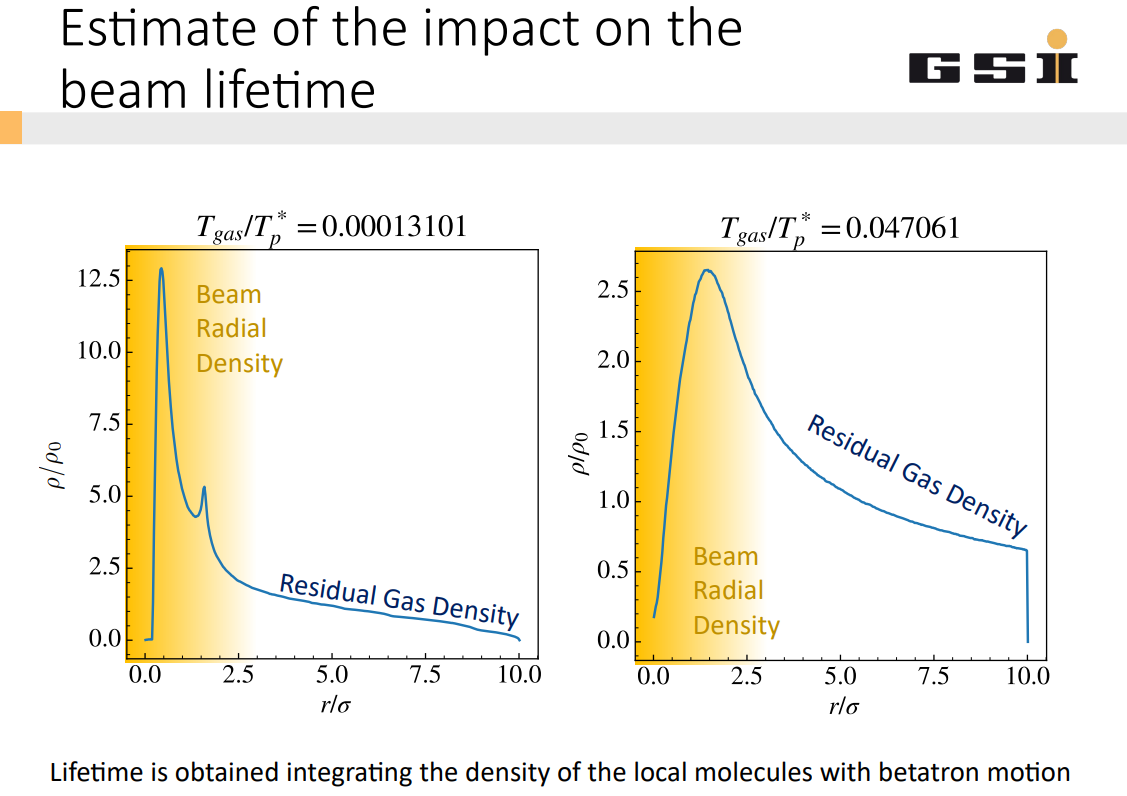 Estimate of the impact on the
beam lifetime
GSI
T_gas/T_p^* = 0.00013101
12.5
10.0
7.5
5.0
2.5
0.0
ρ/ρ0
Beam
Radial
Density
Residual Gas Density
0.0 2.5 5.0 7.5 10.0
r/σ
T_gas/T_p^* = 0.047061
2.5
2.0
1.5
1.0
0.5
0.0
ρ/ρ0
Residual Gas Density
Beam
Radial
Density
0.0 2.5 5.0 7.5 10.0
r/σ
Lifetime is obtained integrating the density of the local molecules with betatron motion